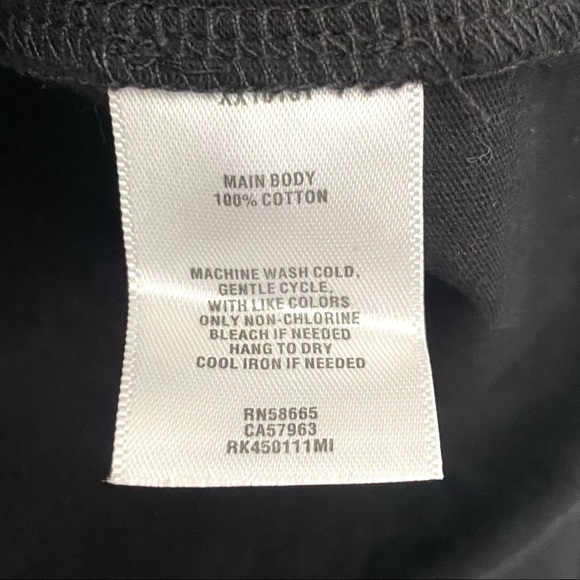 MAIN BODY
100% COTTON
MACHINE WASH COLD,
GENTLE CYCLE,
WITH LIKE COLORS
ONLY NON-CHLORINE
BLEACH IF NEEDED
HANG TO DRY
COOL IRON IF NEEDED
RN58665
CA57963
RK450111MI